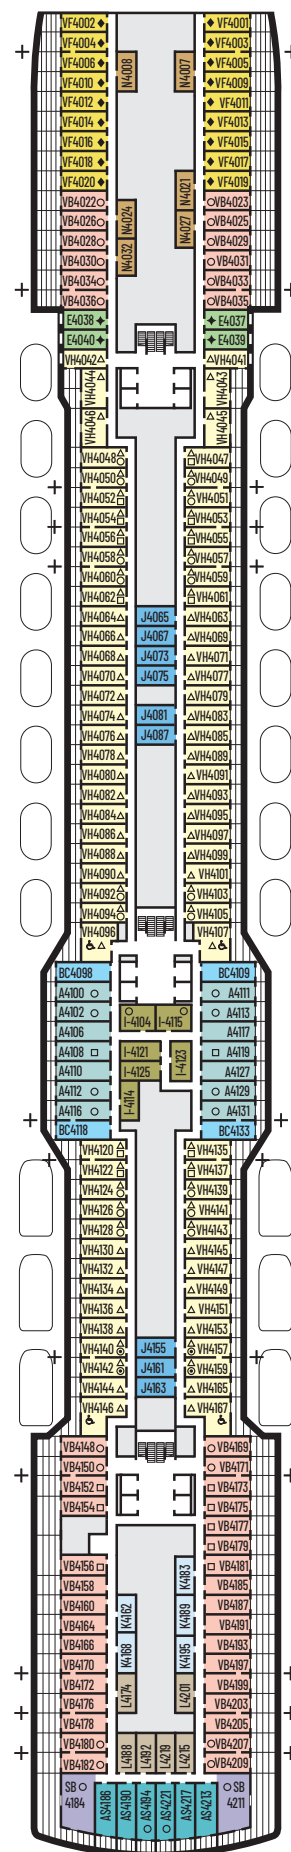 VF4002 VF4001
VF4004 VF4003
VF4006 N4008 N4007 VF4005
VF4010 VF4009
VF4012 VF4011
VF4014 VF4013
VF4016 VF4015
VF4018 VF4017
VF4020 N4021 VF4019
VB4022 N4024 VB4023
VB4026 N4027 VB4025
VB4028 N4032 VB4029
VB4030 VB4031
VB4034 VB4033
VB4036 VB4035
E4038 E4037
E4040 E4039
VH4042 VH4041
VH4044 VH4043
VH4046 VH4045
VH4048 VH4047
VH4050 VH4049
VH4052 VH4051
VH4054 VH4053
VH4056 VH4055
VH4058 VH4057
VH4060 VH4059
VH4062 VH4061
VH4064 J4065 VH4063
VH4066 J4067 VH4069
VH4068 J4073 VH4071
VH4070 J4075 VH4077
VH4072 VH4079
VH4074 J4081 VH4083
VH4076 J4087 VH4085
VH4078 VH4089
VH4080 VH4091
VH4082 VH4093
VH4084 VH4095
VH4086 VH4097
VH4088 VH4099
VH4090 VH4101
VH4092 VH4103
VH4094 VH4105
VH4096 VH4107
BC4098 BC4109
A4100 A4111
A4102 I-4104 I-4115 A4113
A4106 A4117
A4108 I-4121 I-4123 A4119
A4110 I-4125 A4127
A4112 I-4114 A4129
A4116 A4131
BC4118 BC4133
VH4120 VH4135
VH4122 VH4137
VH4124 VH4139
VH4126 VH4141
VH4128 VH4143
VH4130 VH4145
VH4132 VH4147
VH4134 VH4149
VH4136 VH4151
VH4138 VH4153
VH4140 J4155 VH4157
VH4142 J4161 VH4159
VH4144 J4163 VH4165
VH4146 VH4167
VB4148 VB4169
VB4150 VB4171
VB4152 VB4173
VB4154 VB4175
VB4177
VB4179
VB4156 K4183 VB4181
VB4158 VB4185
VB4160 K4162 K4189 VB4187
VB4164 VB4191
VB4166 K4168 K4195 VB4193
VB4170 VB4197
VB4172 L4174 L4201 VB4199
VB4176 VB4203
VB4178 VB4205
VB4180 L4188 L4192 L4219 L4215 VB4207
VB4182 VB4209
SB
4184 AS4186 AS4190 AS4194 AS4221 AS4217 AS4213 SB
4211